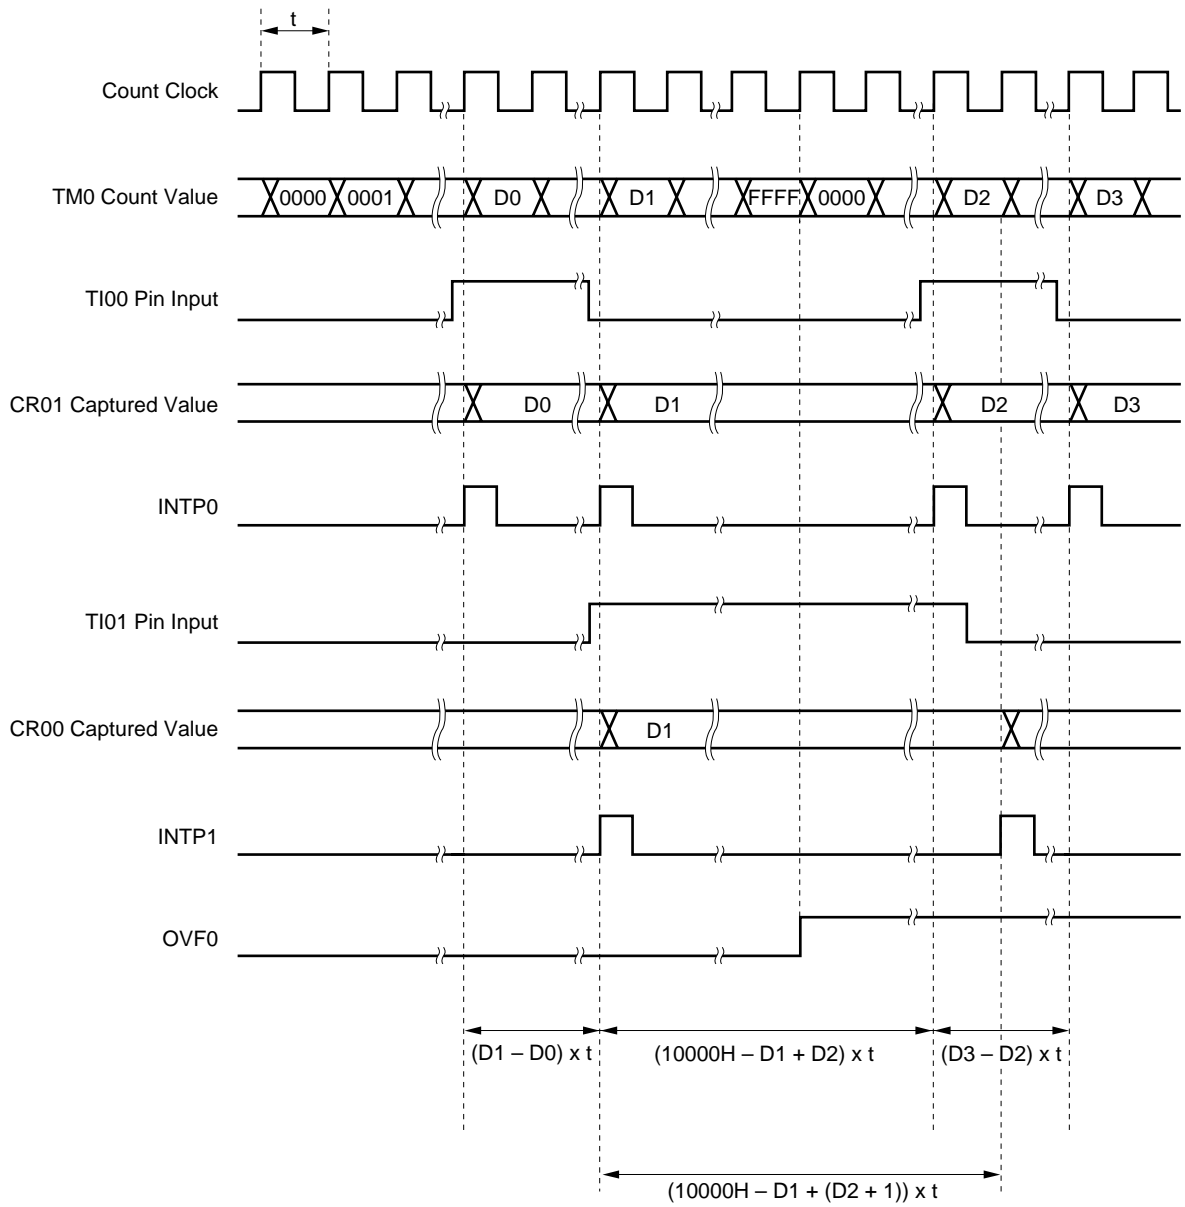 t
Count Clock
TM0 Count Value 0000 0001 D0 D1 FFFF 0000 D2 D3
TI00 Pin Input
CR01 Captured Value D0 D1 D2 D3
INTP0
TI01 Pin Input
CR00 Captured Value D1
INTP1
OVF0
(D1 – D0) x t (10000H – D1 + D2) x t (D3 – D2) x t
(10000H – D1 + (D2 + 1)) x t